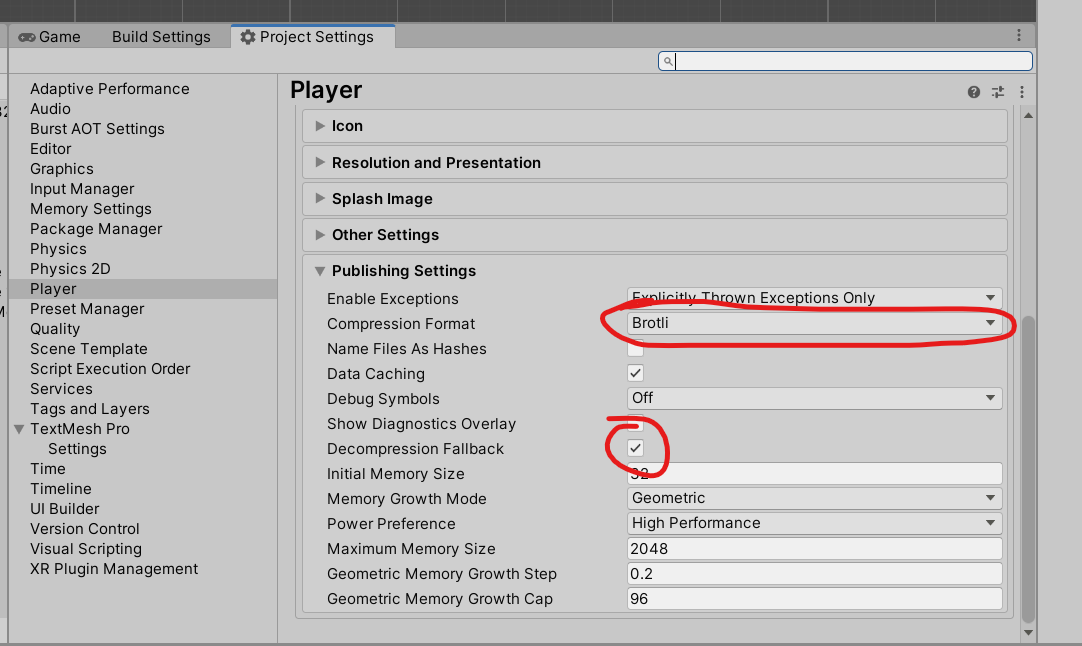 Game Build Settings Project Settings
Player
Adaptive Performance
Audio
Burst AOT Settings
Editor
Graphics
Input Manager
Memory Settings
Package Manager
Physics
Physics 2D
Player
Preset Manager
Quality
Scene Template
Script Execution Order
Services
Tags and Layers
TextMesh Pro
Settings
Time
Timeline
UI Builder
Version Control
Visual Scripting
XR Plugin Management
Icon
Resolution and Presentation
Splash Image
Other Settings
Publishing Settings
Enable Exceptions Explicitly Thrown Exceptions Only
Compression Format Brotli
Name Files As Hashes
Data Caching
Debug Symbols Off
Show Diagnostics Overlay
Decompression Fallback
Initial Memory Size 32
Memory Growth Mode Geometric
Power Preference High Performance
Maximum Memory Size 2048
Geometric Memory Growth Step 0.2
Geometric Memory Growth Cap 96